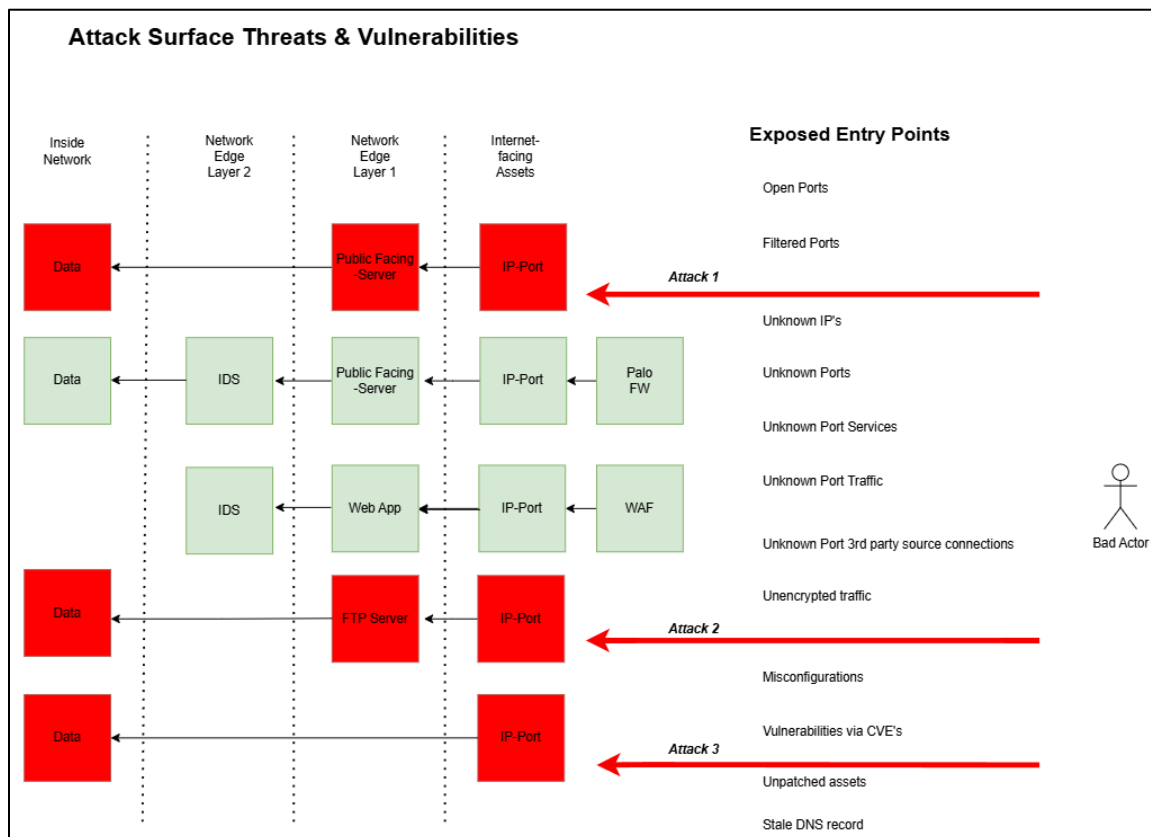 Attack Surface Threats & Vulnerabilities
Inside
Network
Network
Edge
Layer 2
Network
Edge
Layer 1
Internet-
facing
Assets
Exposed Entry Points
Open Ports
Filtered Ports
Data
Public Facing
-Server
IP-Port
Attack 1
Unknown IP's
Data
IDS
Public Facing
-Server
IP-Port
Palo
FW
Unknown Ports
Unknown Port Services
IDS
Web App
IP-Port
WAF
Unknown Port Traffic
Unknown Port 3rd party source connections
Bad Actor
Data
FTP Server
IP-Port
Unencrypted traffic
Attack 2
Misconfigurations
Data
IP-Port
Vulnerabilities via CVE's
Attack 3
Unpatched assets
Stale DNS record